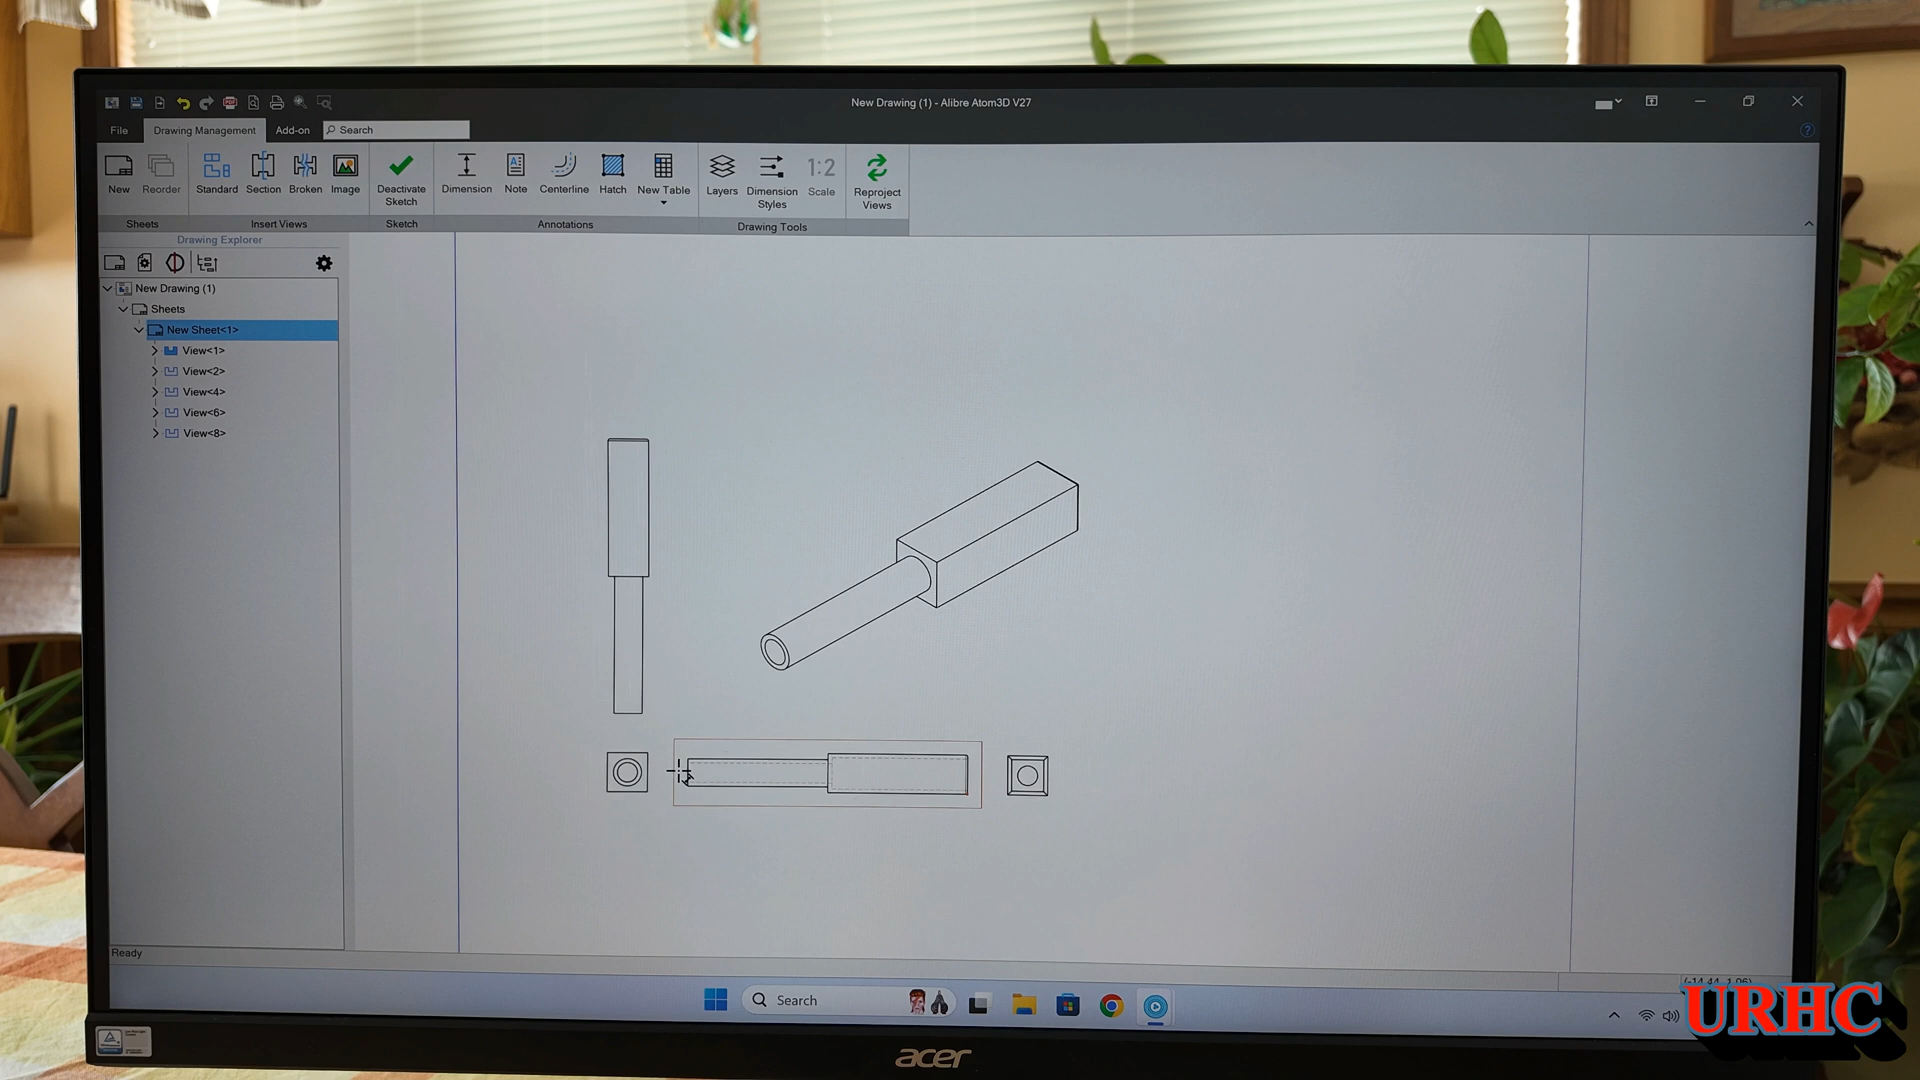 New Drawing (1) - Alibre Atom3D V27
File
Drawing Management
Add-on
Search
New
Reorder
Standard
Section
Broken
Image
Deactivate
Sketch
Dimension
Note
Centerline
Hatch
New Table
Layers
Dimension
Styles
1:2
Scale
Reproject
Views
Sheets
Insert Views
Sketch
Annotations
Drawing Tools
Drawing Explorer
New Drawing (1)
Sheets
New Sheet<1>
View<1>
View<2>
View<4>
View<6>
View<8>
Ready
Search
acer
URHC